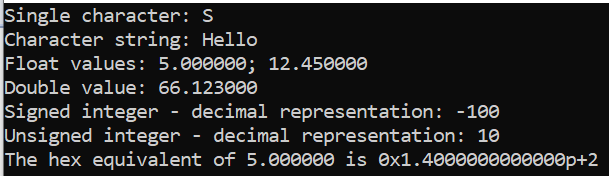 Single character: S
Character string: Hello
Float values: 5.000000; 12.450000
Double value: 66.123000
Signed integer - decimal representation: -100
Unsigned integer - decimal representation: 10
The hex equivalent of 5.000000 is 0x1.4000000000000p+2